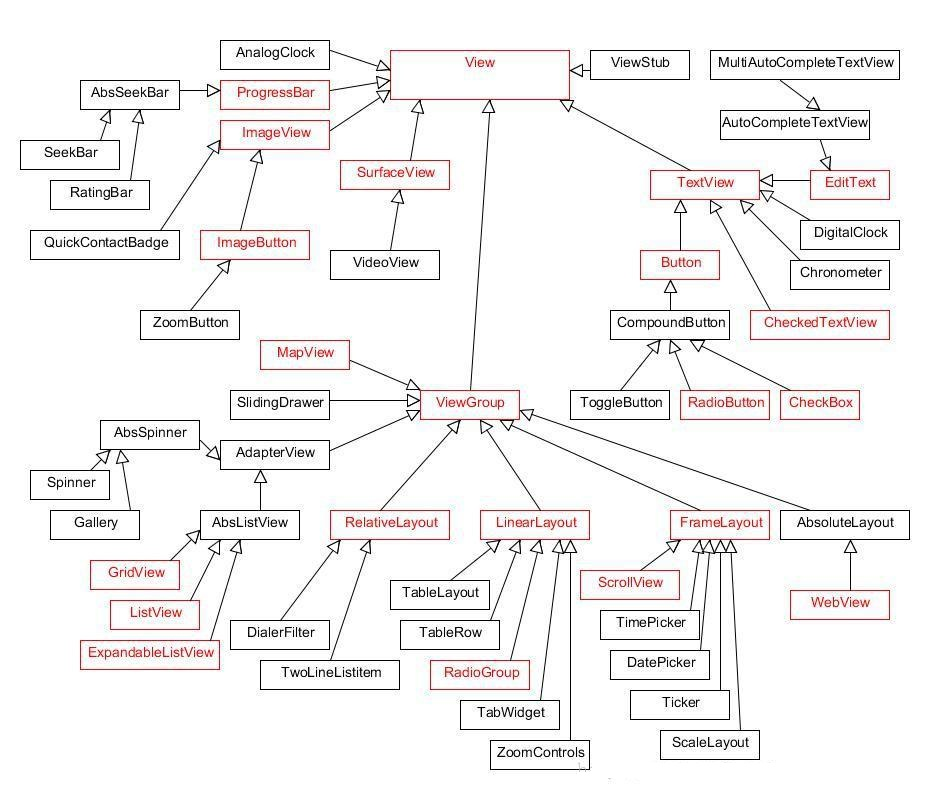 AnalogClock
View
ViewStub
MultiAutoCompleteTextView
AbsSeekBar
ProgressBar
ImageView
AutoCompleteTextView
SeekBar
RatingBar
SurfaceView
TextView
EditText
QuickContactBadge
ImageButton
VideoView
DigitalClock
Button
Chronometer
ZoomButton
CompoundButton
CheckedTextView
MapView
SlidingDrawer
ViewGroup
ToggleButton
RadioButton
CheckBox
AbsSpinner
AdapterView
Spinner
Gallery
AbsListView
RelativeLayout
LinearLayout
FrameLayout
AbsoluteLayout
GridView
ListView
ExpandableListView
DialerFilter
TwoLineListitem
TableLayout
TableRow
RadioGroup
TabWidget
ZoomControls
ScrollView
TimePicker
DatePicker
Ticker
ScaleLayout
WebView